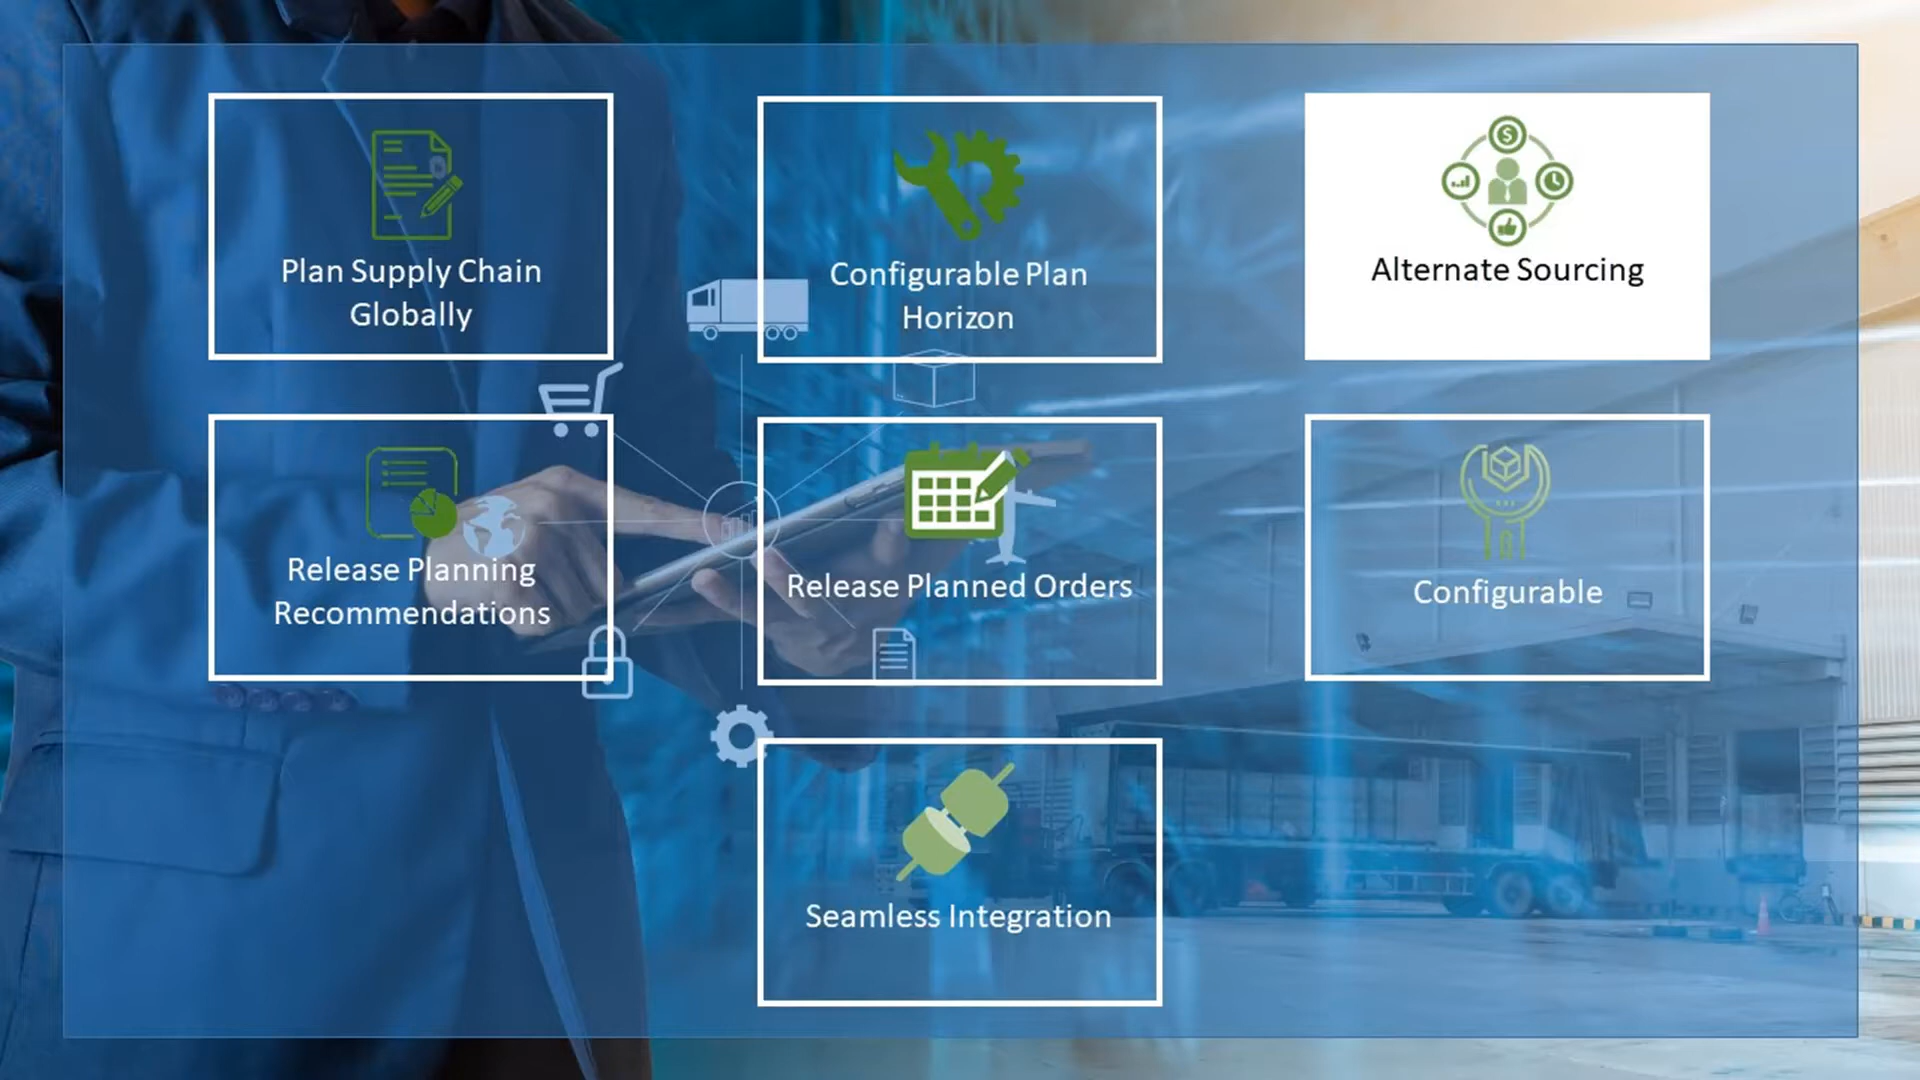 Plan Supply Chain
Globally
Configurable Plan
Horizon
Alternate Sourcing
Release Planning
Recommendations
Release Planned Orders
Configurable
Seamless Integration